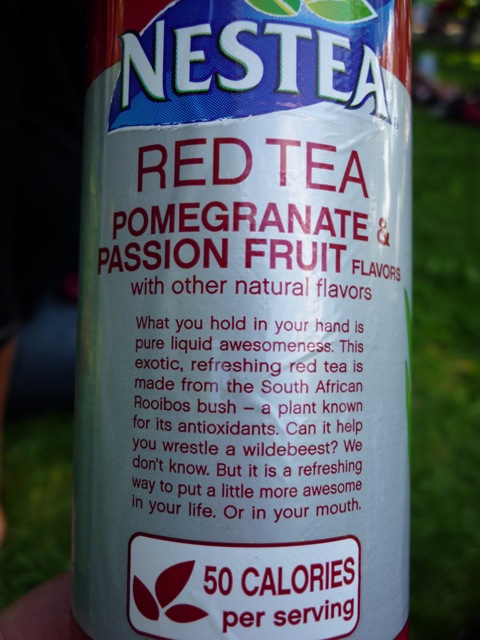 NESTEA
RED TEA
POMEGRANATE &
PASSION FRUIT FLAVORS
with other natural flavors
What you hold in your hand is
pure liquid awesomeness. This
exotic, refreshing red tea is
made from the South African
Rooibos bush – a plant known
for its antioxidants. Can it help
you wrestle a wildebeest? We
don't know. But it is a refreshing
way to put a little more awesome
in your life. Or in your mouth.
50 CALORIES
per serving